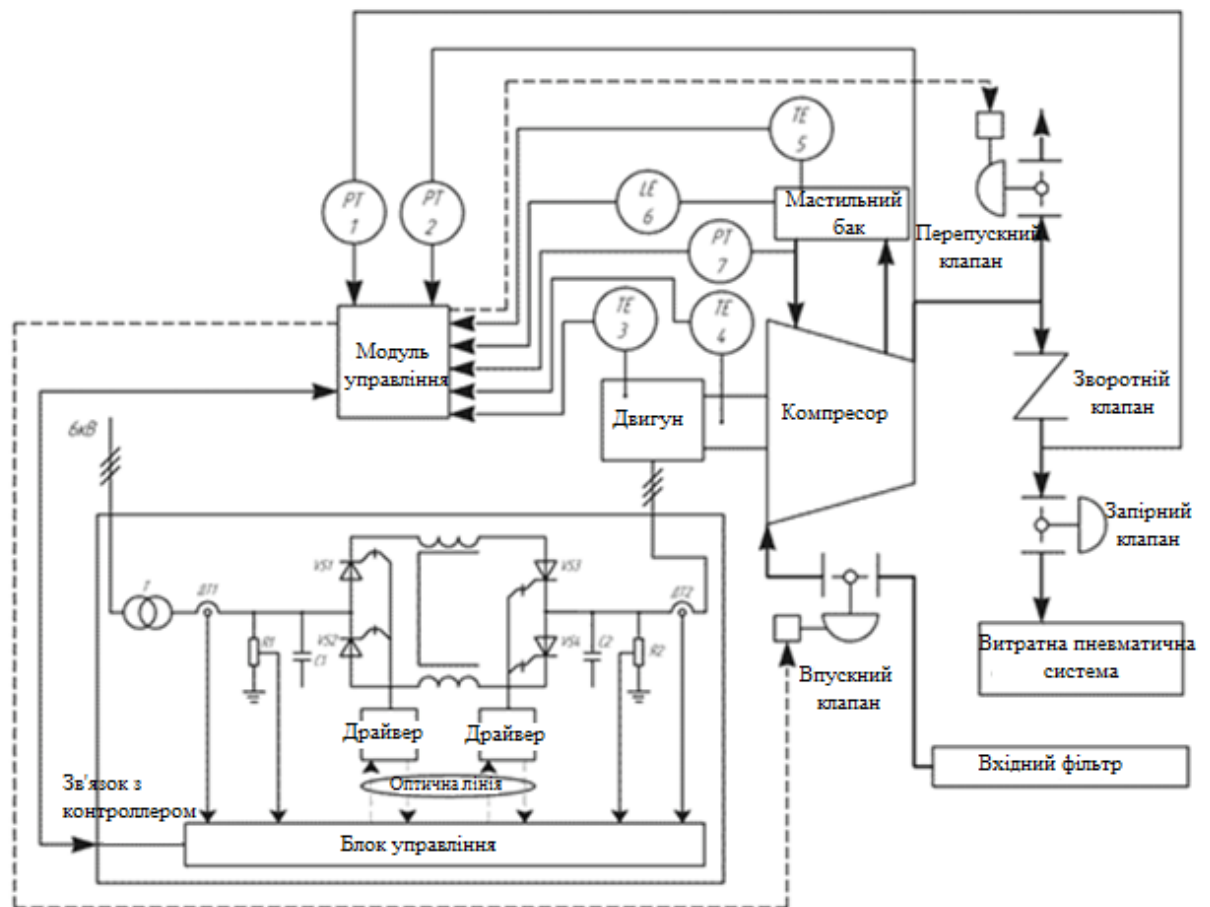 TE
5
PT
1
PT
2
LE
6
Мастильний
бак
Перепускний
клапан
PT
7
TE
3
TE
4
Модуль
управління
Двигун
Компресор
Зворотній
клапан
6кВ
Запірний
клапан
T
ДТ1
VS1
VS3
ДТ2
R1
C1
VS2
VS4
C2
R2
Витратна пневматична
система
Впускний
клапан
Драйвер
Драйвер
Оптична лінія
Вхідний фільтр
Зв'язок з
контроллером
Блок управління